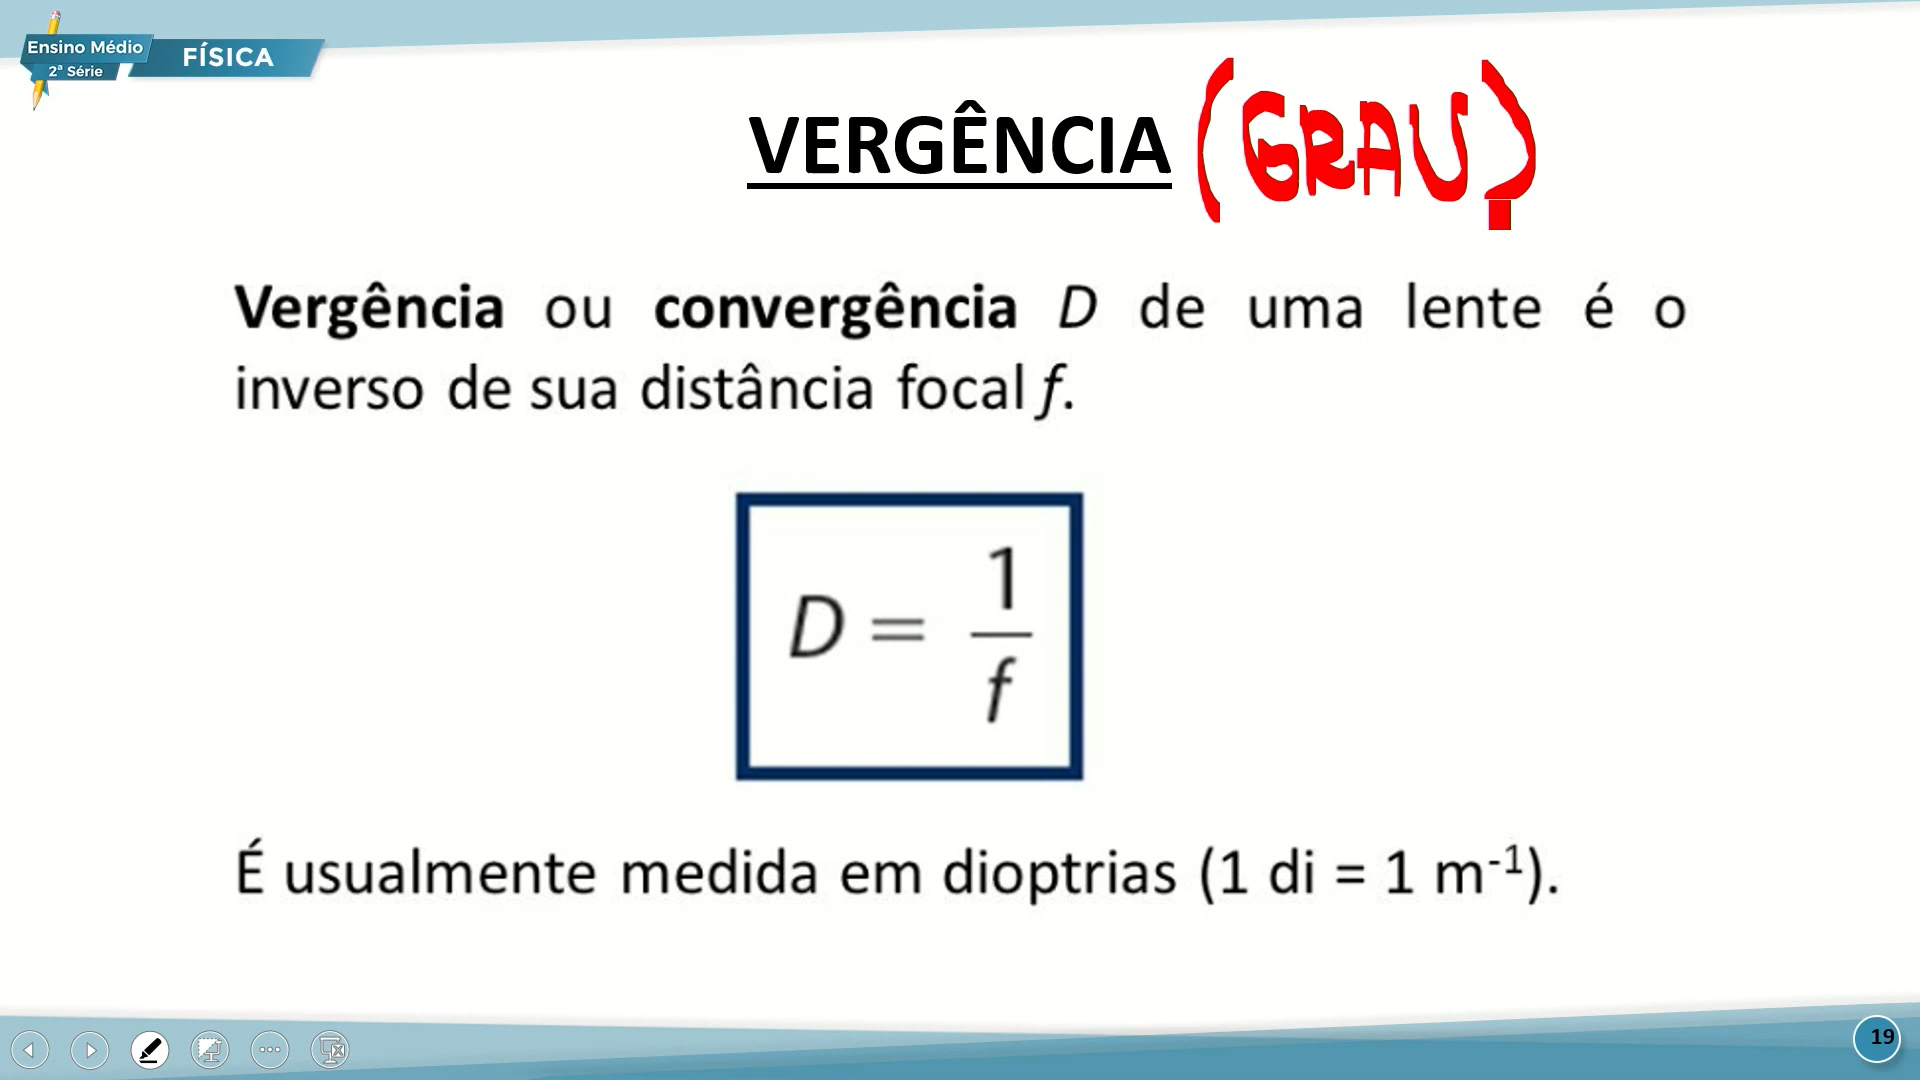 Ensino Médio
2ª Série
FÍSICA
VERGÊNCIA (GRAU)
Vergência ou convergência D de uma lente é o
inverso de sua distância focal f.
D = 1/f
É usualmente medida em dioptrias (1 di = 1 m⁻¹).
19